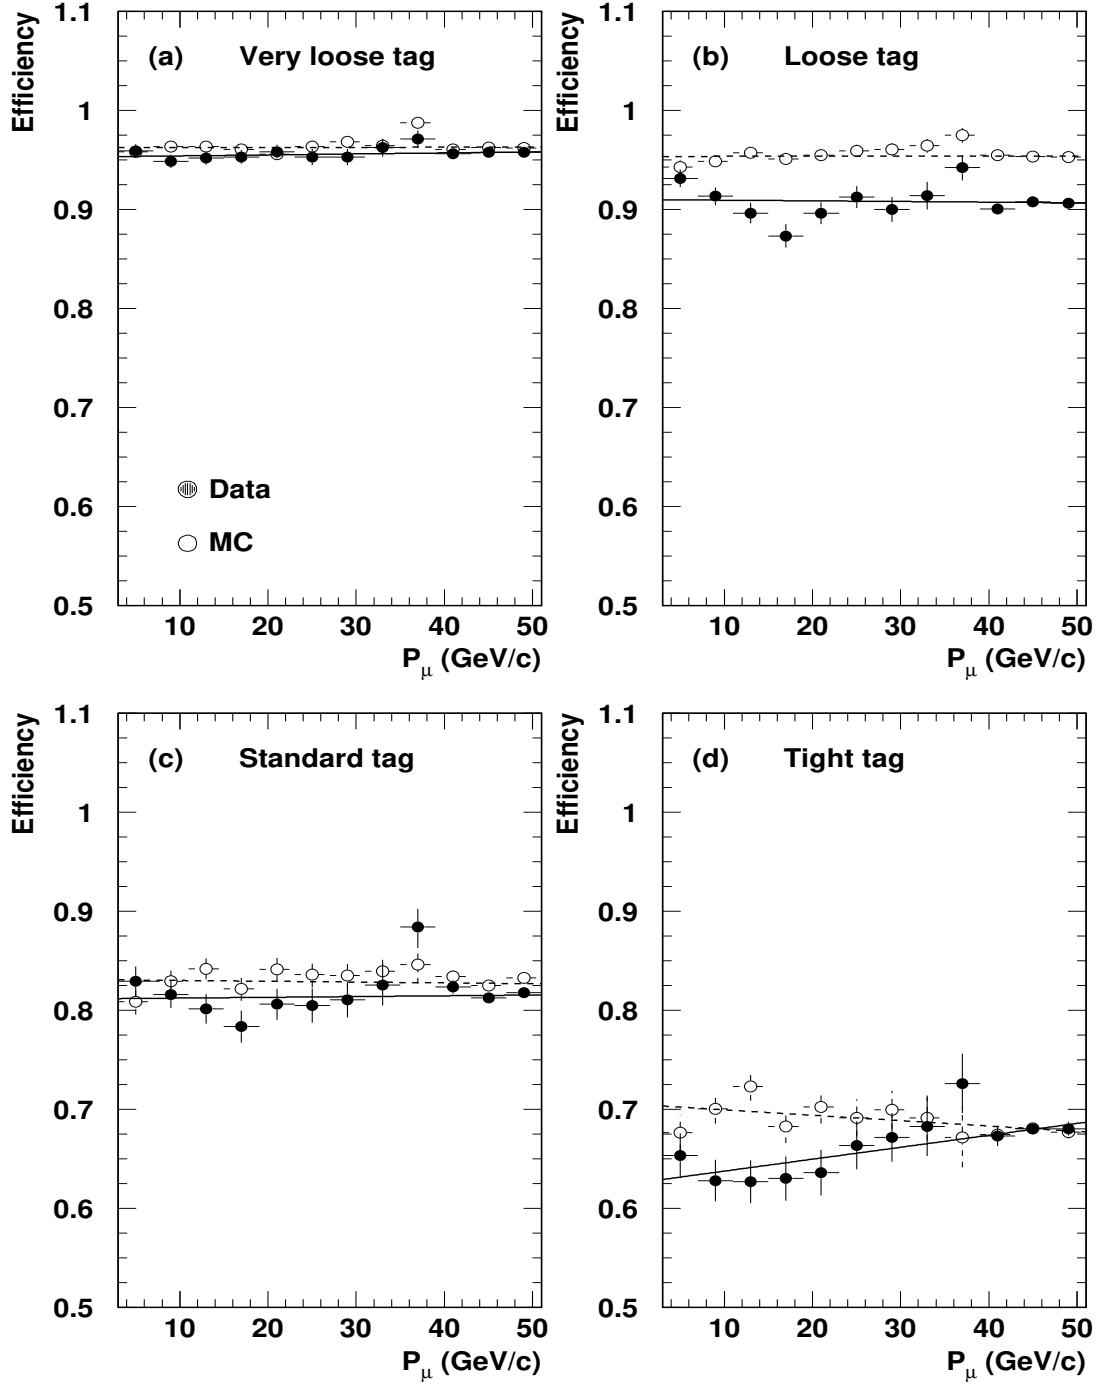 Efficiency
1.1
1
0.9
0.8
0.7
0.6
0.5
(a) Very loose tag
Data
MC
10 20 30 40 50
Pμ (GeV/c)
Efficiency
1.1
1
0.9
0.8
0.7
0.6
0.5
(b) Loose tag
10 20 30 40 50
Pμ (GeV/c)
Efficiency
1.1
1
0.9
0.8
0.7
0.6
0.5
(c) Standard tag
10 20 30 40 50
Pμ (GeV/c)
Efficiency
1.1
1
0.9
0.8
0.7
0.6
0.5
(d) Tight tag
10 20 30 40 50
Pμ (GeV/c)